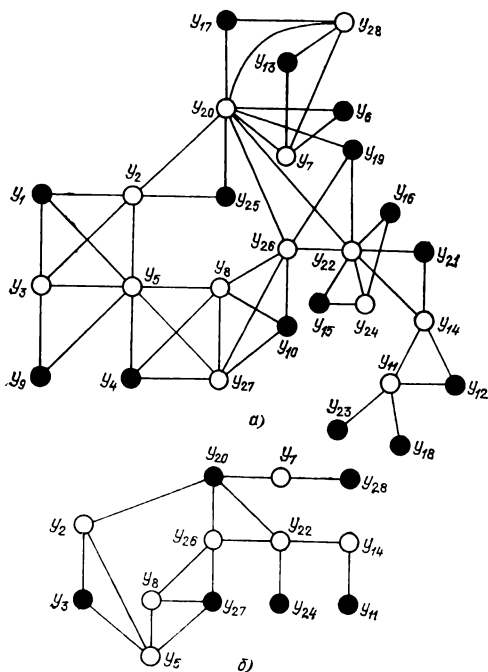 y17 y28
y13
y20 y6
y7 y19
y2 y16
y1 y25
y26 y22 y21
y3 y5 y8
y15 y24 y14
y10
y11
y9 y4 y27 y12
y23
y18
а)
y20 y7 y28
y2
y26 y22 y14
y8
y3 y27 y24 y11
y5
б)